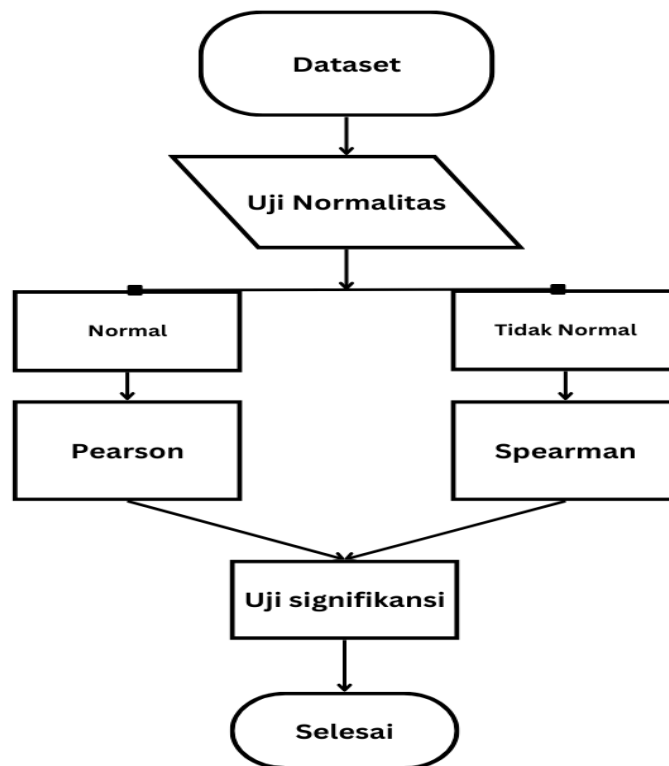 Dataset
Uji Normalitas
Normal
Tidak Normal
Pearson
Spearman
Uji signifikansi
Selesai